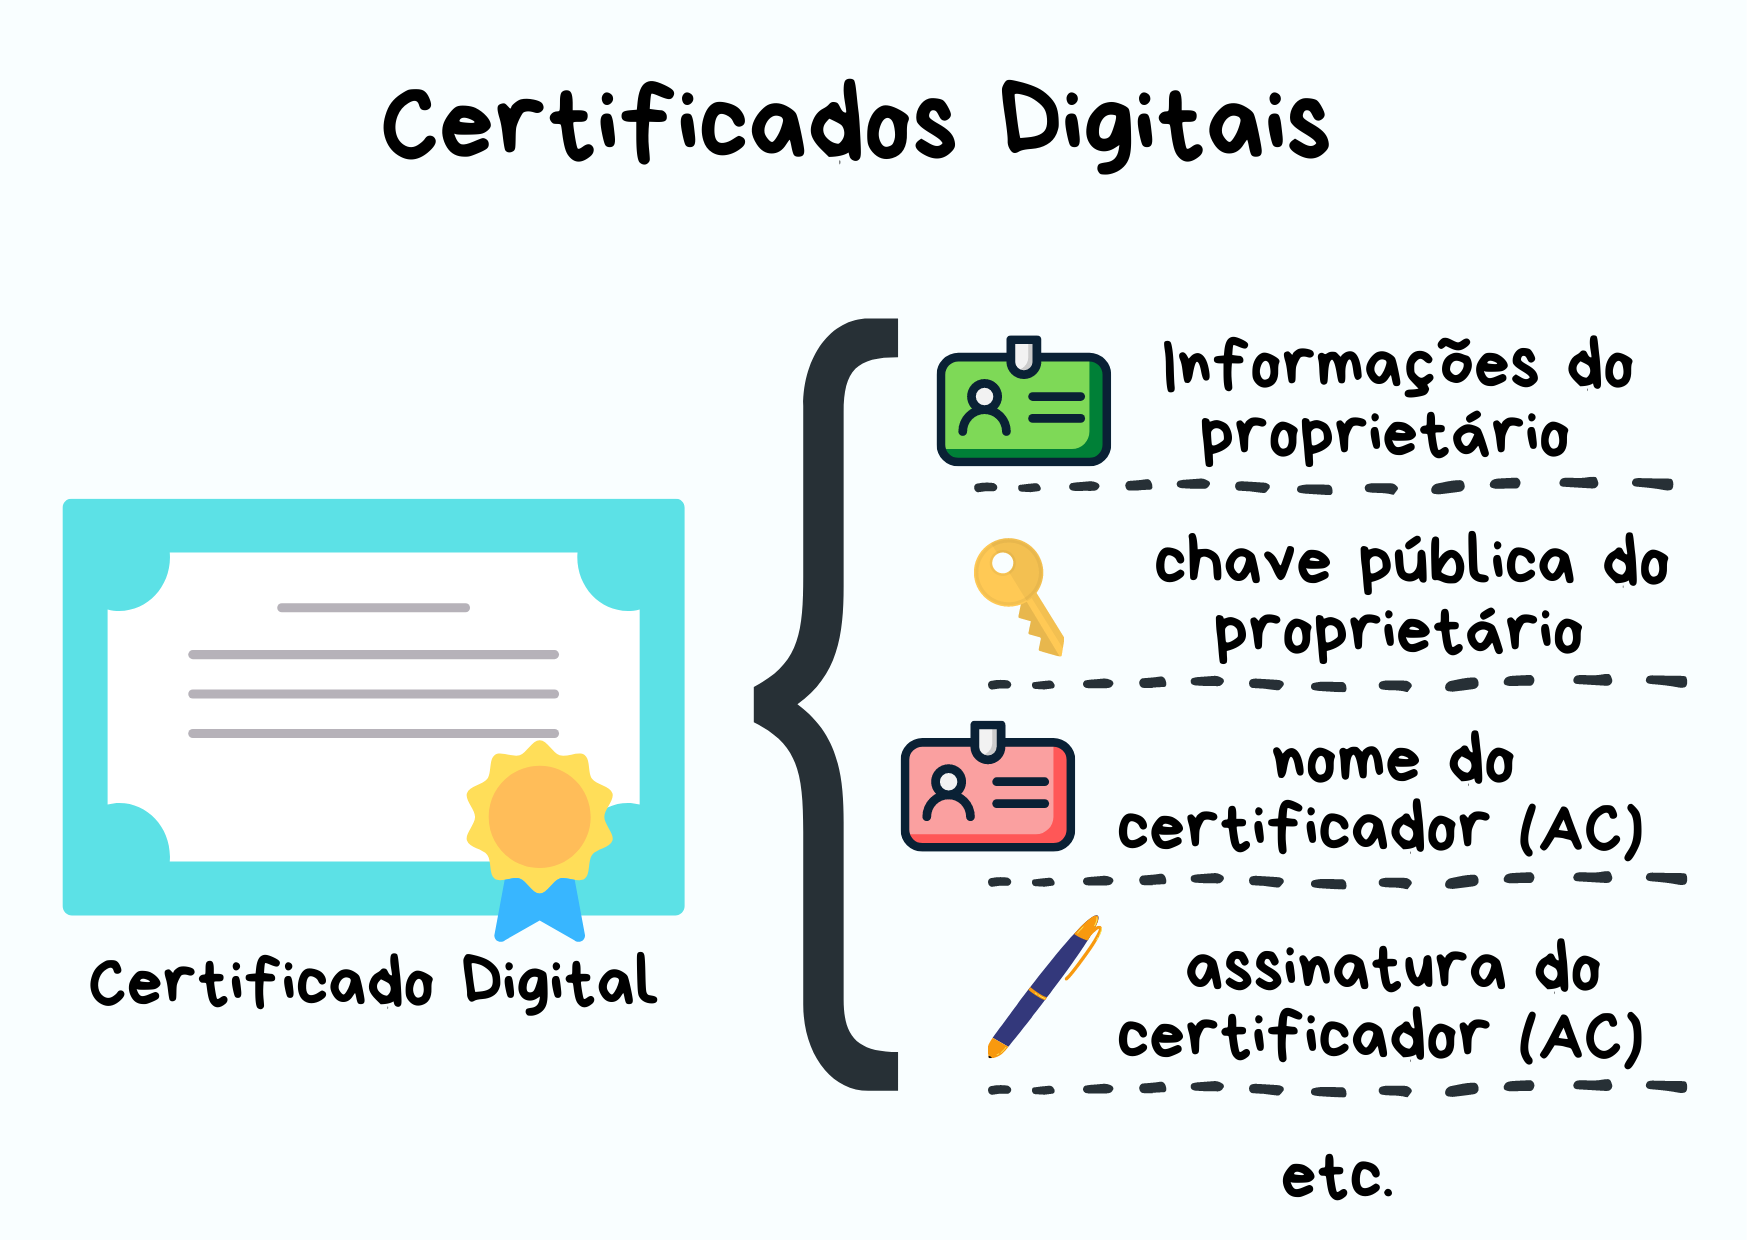 Certificados Digitais
Informações do
proprietário
chave pública do
proprietário
nome do
certificador (AC)
assinatura do
certificador (AC)
etc.
Certificado Digital